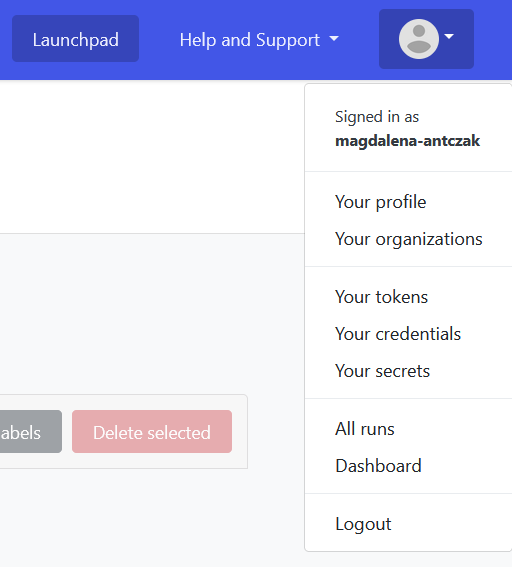 Launchpad
Help and Support
Signed in as
magdalena-antczak
Your profile
Your organizations
Your tokens
Your credentials
Your secrets
All runs
Dashboard
Logout
abels
Delete selected